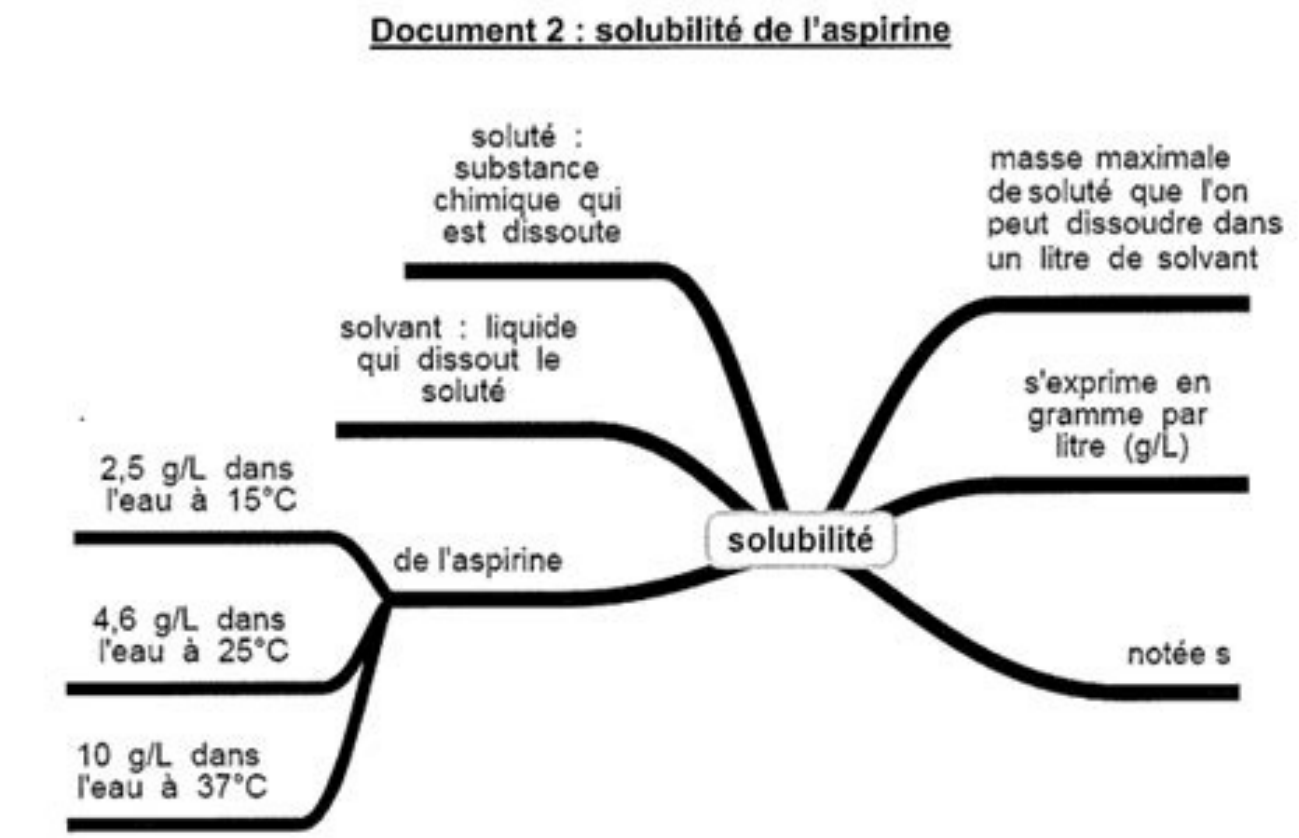 Document 2 : solubilité de l'aspirine
soluté :
substance
chimique qui
est dissoute
masse maximale
de soluté que l'on
peut dissoudre dans
un litre de solvant
solvant : liquide
qui dissout le
soluté
s'exprime en
gramme par
litre (g/L)
2,5 g/L dans
l'eau à 15°C
de l'aspirine
solubilité
4,6 g/L dans
l'eau à 25°C
notée s
10 g/L dans
l'eau à 37°C